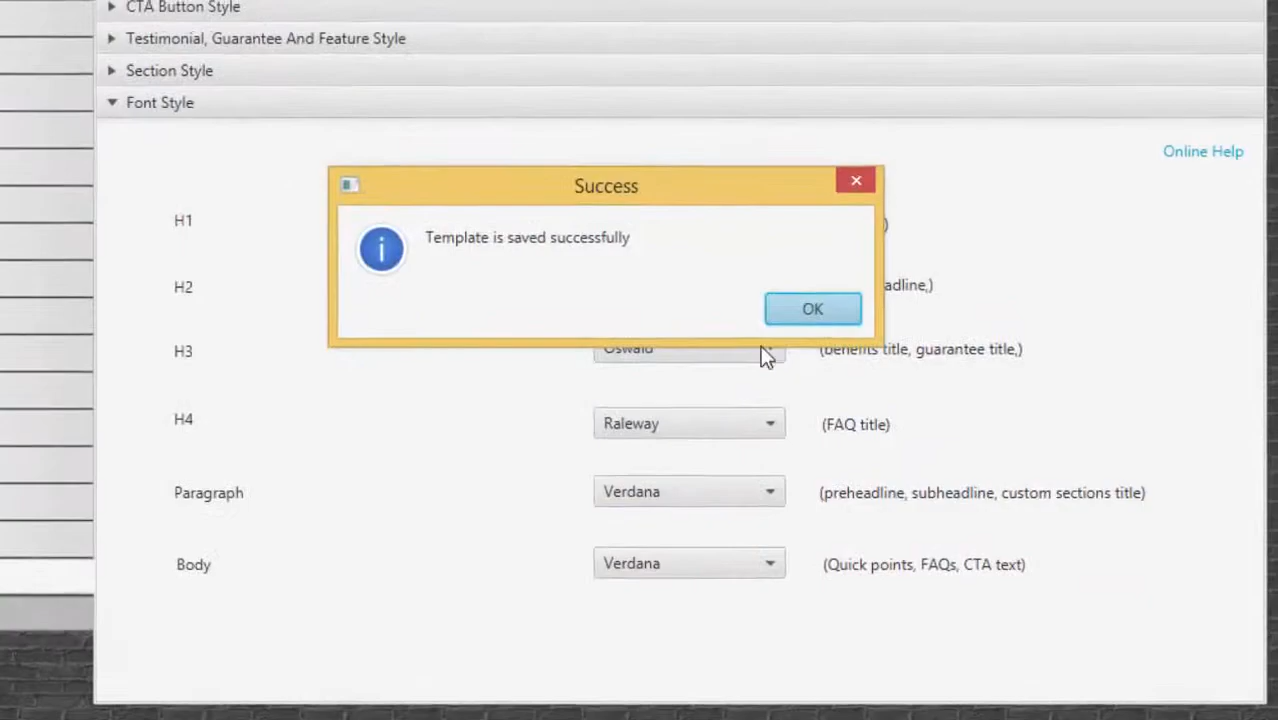 CTA Button Style
Testimonial, Guarantee And Feature Style
Section Style
Font Style
Online Help
Success
Template is saved successfully
OK
H1
)
H2
adline,)
H3
Oswald
(benefits title, guarantee title,)
H4
Raleway
(FAQ title)
Paragraph
Verdana
(preheadline, subheadline, custom sections title)
Body
Verdana
(Quick points, FAQs, CTA text)